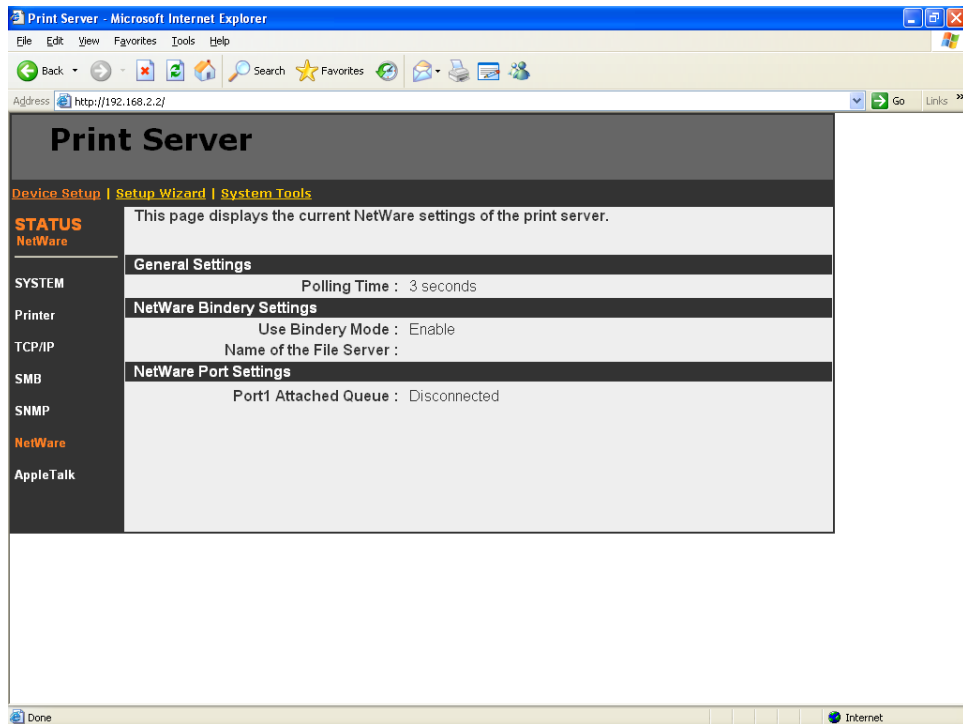 Print Server - Microsoft Internet Explorer
File Edit View Favorites Tools Help
Back Search Favorites
Address http://192.168.2.2/ Go Links »
Print Server
Device Setup | Setup Wizard | System Tools
STATUS
NetWare
SYSTEM
Printer
TCP/IP
SMB
SNMP
NetWare
AppleTalk
This page displays the current NetWare settings of the print server.
General Settings
Polling Time : 3 seconds
NetWare Bindery Settings
Use Bindery Mode : Enable
Name of the File Server :
NetWare Port Settings
Port1 Attached Queue : Disconnected
Done Internet